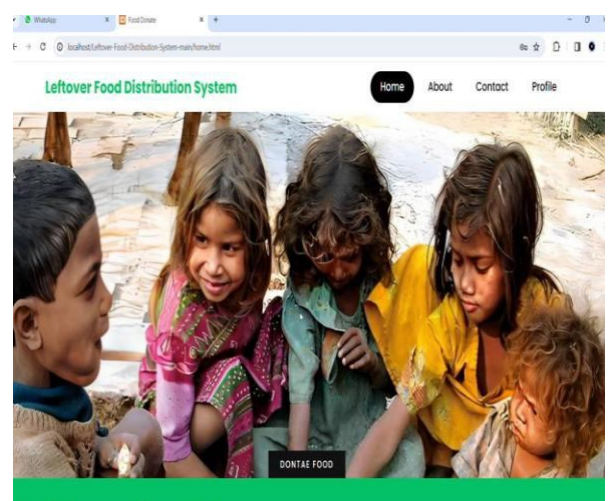 WhatsApp
Food Donate
localhost/Leftover-Food-Distribution-System-main/home.html
Leftover Food Distribution System
Home
About
Contact
Profile
DONTAE FOOD